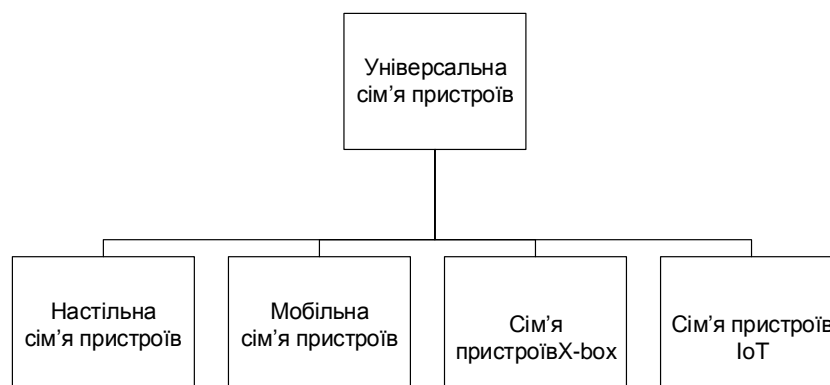 Універсальна
сім’я пристроїв
Настільна
сім’я пристроїв
Мобільна
сім’я пристроїв
Сім’я
пристроївX-box
Сім’я пристроїв
IoT